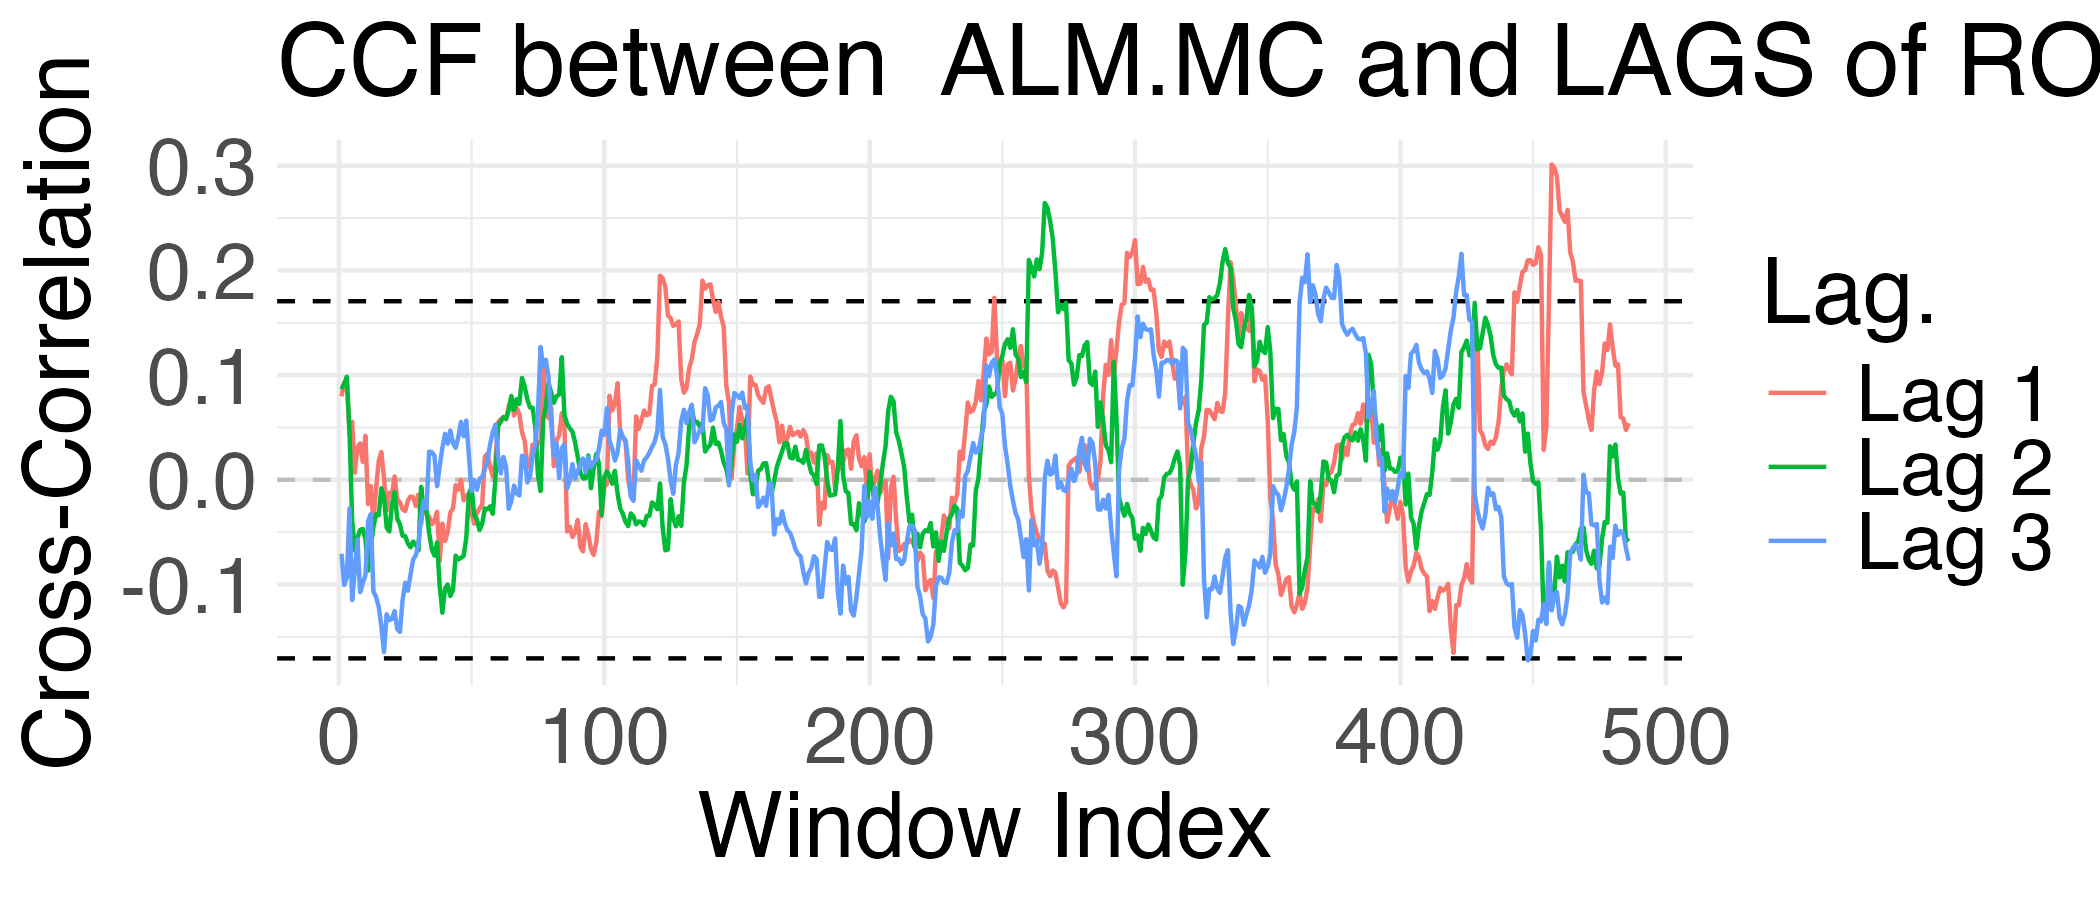 CCF between  ALM.MC and LAGS of RO
Cross-Correlation
0.3
0.2
0.1
0.0
-0.1
0 100 200 300 400 500
Window Index
Lag.
Lag 1
Lag 2
Lag 3